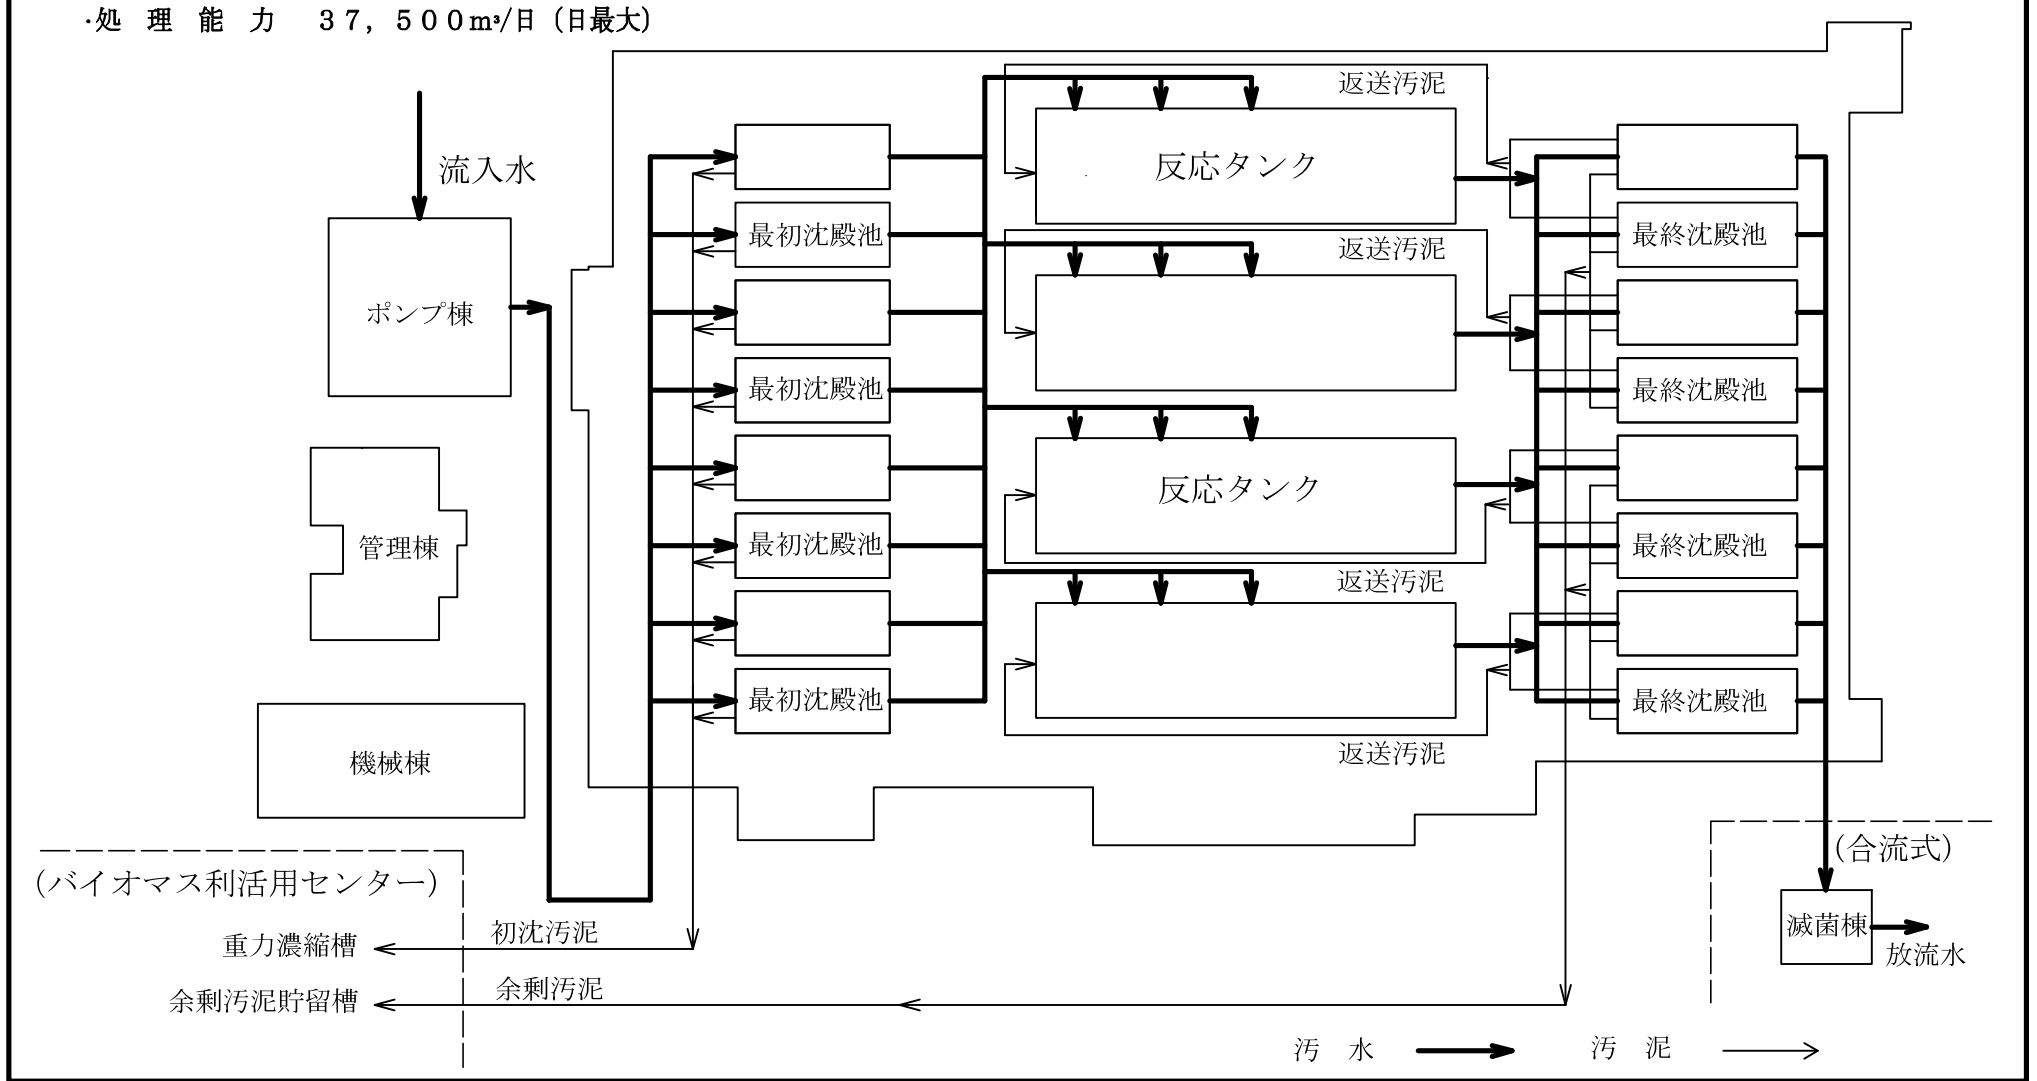 ・処　理　能　力　３７，５００m³/日（日最大）
返送汚泥
流入水
反応タンク
最初沈殿池
最終沈殿池
返送汚泥
ポンプ棟
最初沈殿池
最終沈殿池
反応タンク
管理棟
最初沈殿池
最終沈殿池
返送汚泥
最初沈殿池
最終沈殿池
機械棟
返送汚泥
(合流式)
(バイオマス利活用センター)
滅菌棟
初沈汚泥
重力濃縮槽
放流水
余剰汚泥
余剰汚泥貯留槽
汚　水
汚　泥